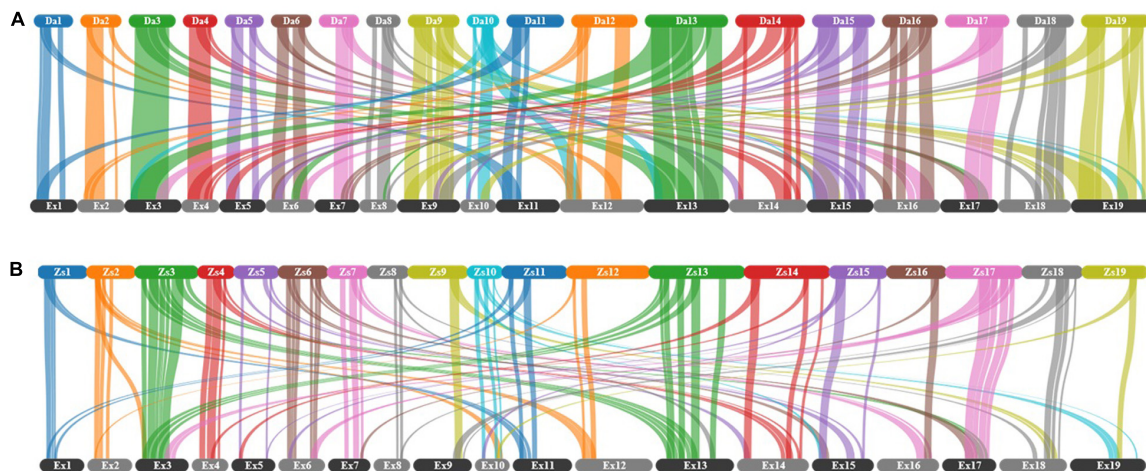 A
Da1 Da2 Da3 Da4 Da5 Da6 Da7 Da8 Da9 Da10 Da11 Da12 Da13 Da14 Da15 Da16 Da17 Da18 Da19
Ex1 Ex2 Ex3 Ex4 Ex5 Ex6 Ex7 Ex8 Ex9 Ex10 Ex11 Ex12 Ex13 Ex14 Ex15 Ex16 Ex17 Ex18 Ex19
B
Zs1 Zs2 Zs3 Zs4 Zs5 Zs6 Zs7 Zs8 Zs9 Zs10 Zs11 Zs12 Zs13 Zs14 Zs15 Zs16 Zs17 Zs18 Zs19
Ex1 Ex2 Ex3 Ex4 Ex5 Ex6 Ex7 Ex8 Ex9 Ex10 Ex11 Ex12 Ex13 Ex14 Ex15 Ex16 Ex17 Ex18 Ex19